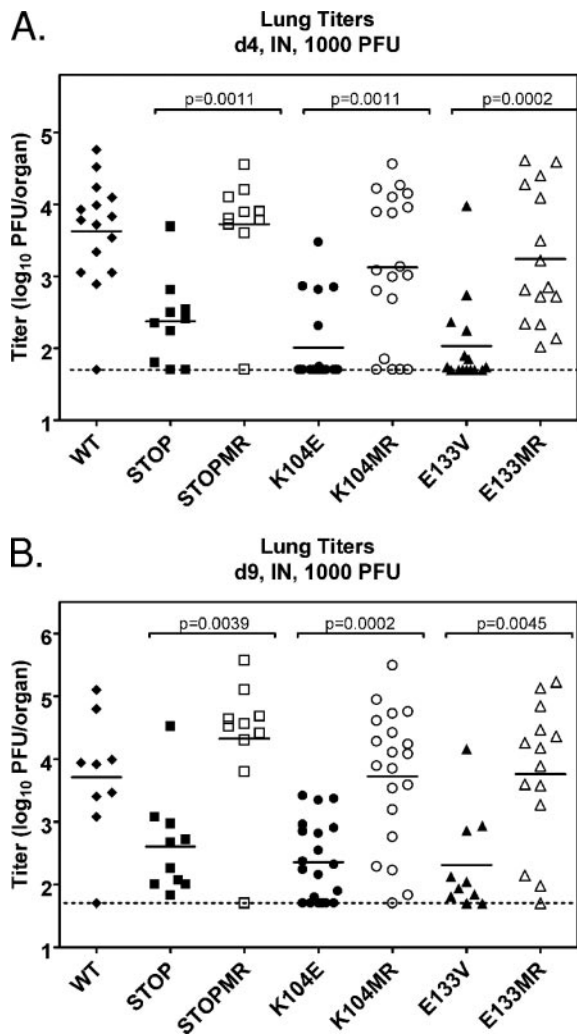 A.
Lung Titers
d4, IN, 1000 PFU
p=0.0011
p=0.0011
p=0.0002
5
4
3
2
1
Titer (log₁₀ PFU/organ)
WT
STOP
STOPMR
K104E
K104MR
E133V
E133MR
B.
Lung Titers
d9, IN, 1000 PFU
p=0.0039
p=0.0002
p=0.0045
6
5
4
3
2
1
Titer (log₁₀ PFU/organ)
WT
STOP
STOPMR
K104E
K104MR
E133V
E133MR